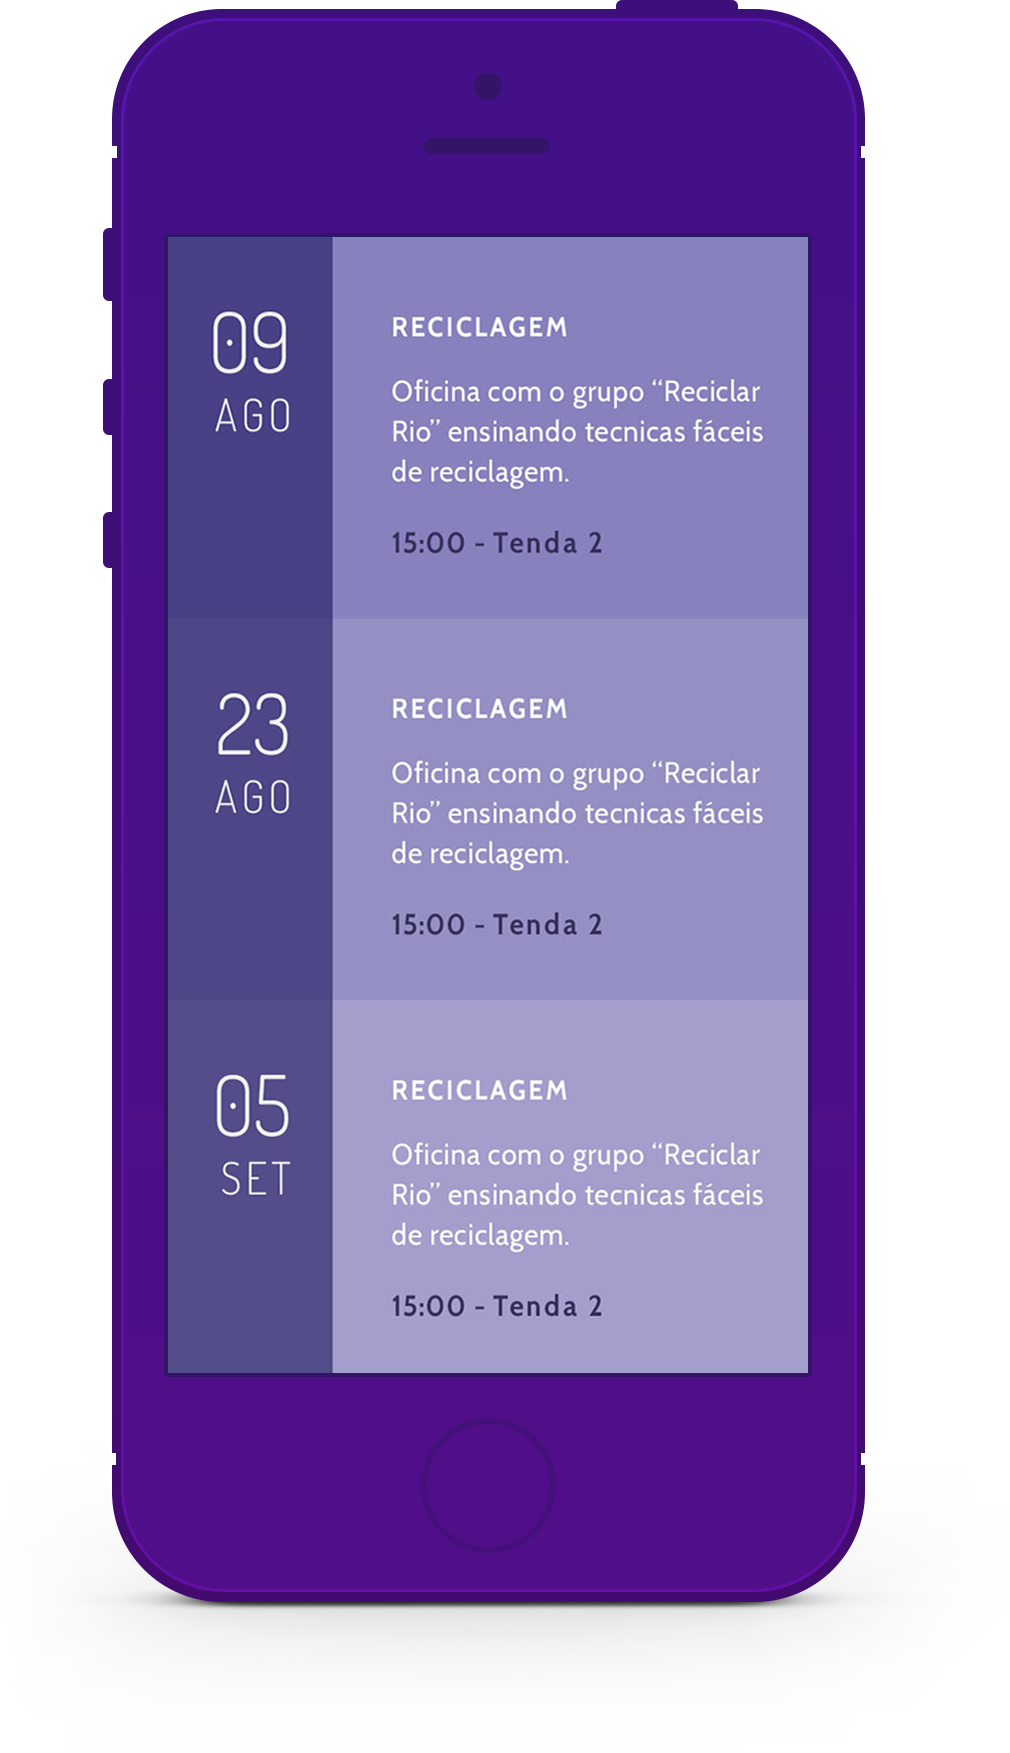 09
AGO
RECICLAGEM
Oficina com o grupo “Reciclar
Rio” ensinando tecnicas fáceis
de reciclagem.
15:00 - Tenda 2
23
AGO
RECICLAGEM
Oficina com o grupo “Reciclar
Rio” ensinando tecnicas fáceis
de reciclagem.
15:00 - Tenda 2
05
SET
RECICLAGEM
Oficina com o grupo “Reciclar
Rio” ensinando tecnicas fáceis
de reciclagem.
15:00 - Tenda 2